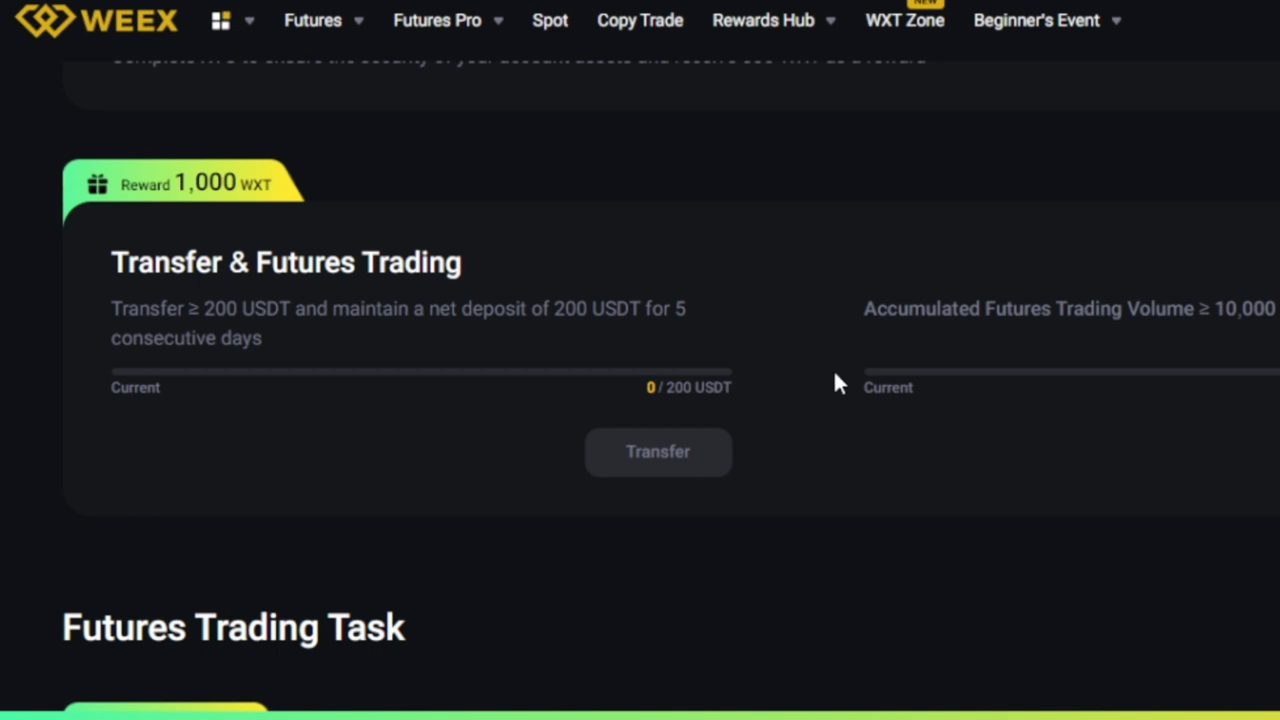 WEEX
Futures
Futures Pro
Spot
Copy Trade
Rewards Hub
NEW
WXT Zone
Beginner's Event
Reward 1,000 WXT
Transfer & Futures Trading
Transfer ≥ 200 USDT and maintain a net deposit of 200 USDT for 5
consecutive days
Current
0 / 200 USDT
Transfer
Accumulated Futures Trading Volume ≥ 10,000
Current
Futures Trading Task